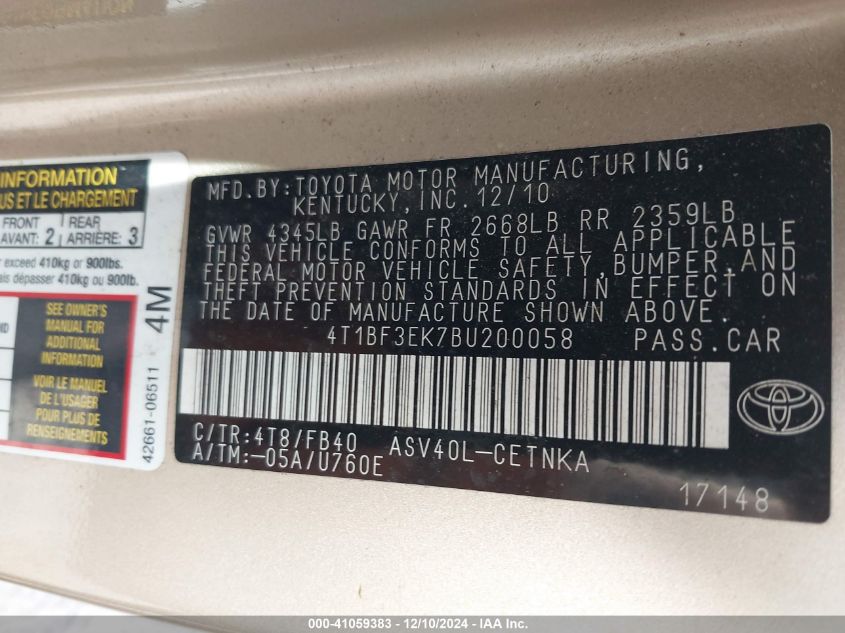 INFORMATION
US ET LE CHARGEMENT
FRONT
AVANT: 2
REAR
ARRIÈRE: 3
exceed 410kg or 900lbs.
ais dépasser 410kg ou 900lb.
SEE OWNER'S
MANUAL FOR
ADDITIONAL
INFORMATION
VOIR LE MANUEL
DE L'USAGER
POUR PLUS DE
RENSEIGNEMENTS
4M
42661-06511
MFD.BY:TOYOTA MOTOR MANUFACTURING,
KENTUCKY,INC.12/10
GVWR 4345LB GAWR FR 2668LB RR 2359LB
THIS VEHICLE CONFORMS TO ALL APPLICABLE
FEDERAL MOTOR VEHICLE SAFETY,BUMPER,AND
THEFT PREVENTION STANDARDS IN EFFECT ON
THE DATE OF MANUFACTURE SHOWN ABOVE.
4T1BF3EK7BU200058 PASS.CAR
C/TR:4T8/FB40 ASV40L-CETNKA
A/TM:-05A/U760E
17148
000-41059383 - 12/10/2024 - IAA Inc.